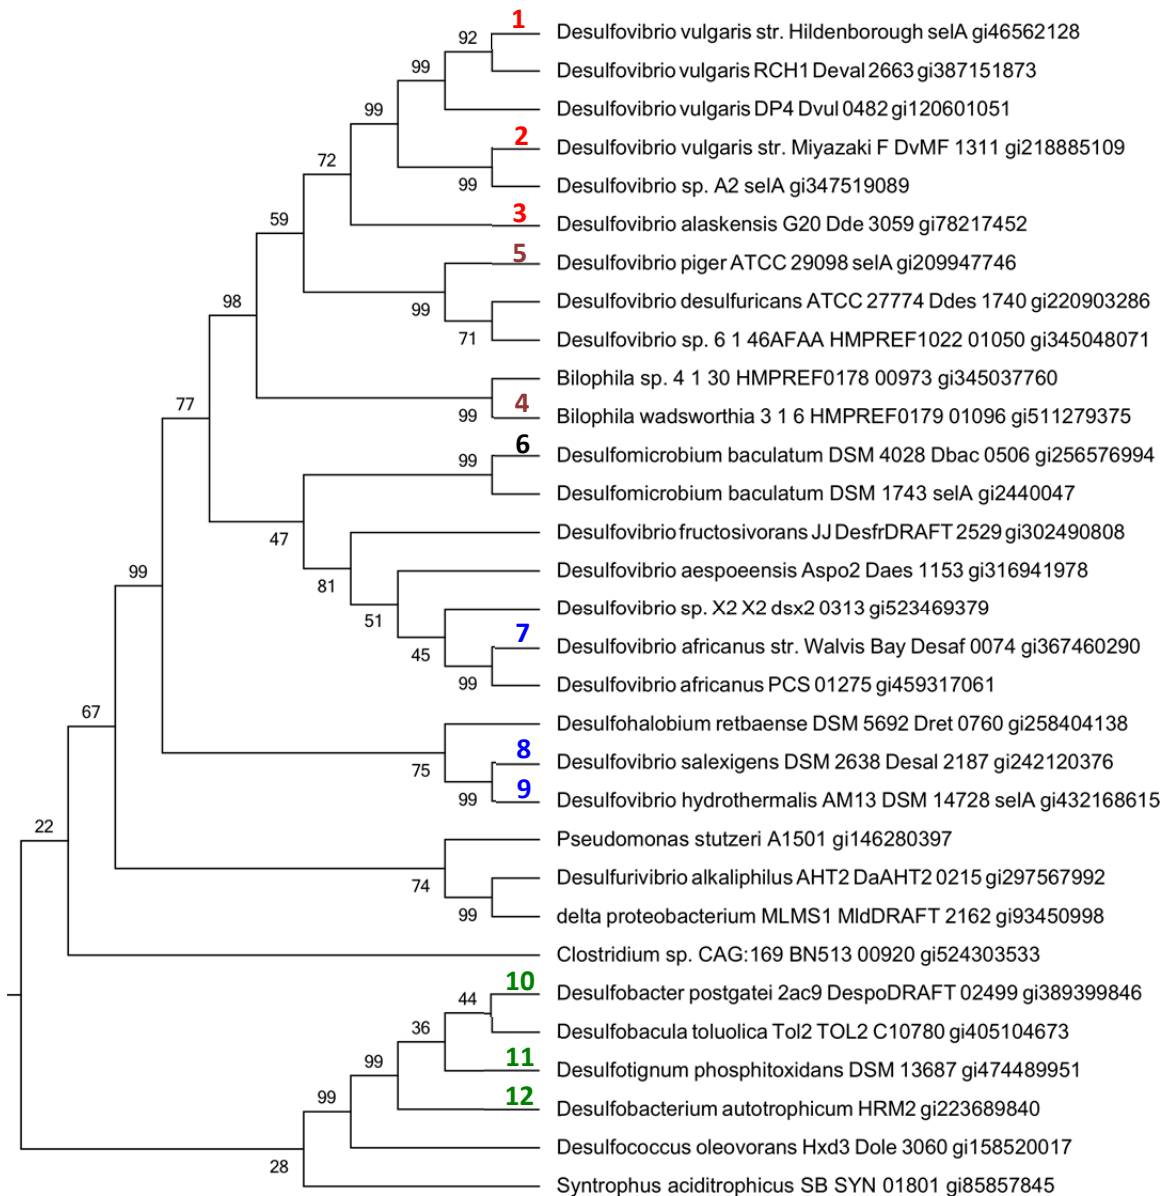 1
92
Desulfovibrio vulgaris str. Hildenborough selA gi46562128
99
Desulfovibrio vulgaris RCH1 Deval 2663 gi387151873
99
Desulfovibrio vulgaris DP4 Dvul 0482 gi120601051
2
72
Desulfovibrio vulgaris str. Miyazaki F DvMF 1311 gi218885109
99
Desulfovibrio sp. A2 selA gi347519089
59
3
Desulfovibrio alaskensis G20 Dde 3059 gi78217452
5
Desulfovibrio piger ATCC 29098 selA gi209947746
98
99
Desulfovibrio desulfuricans ATCC 27774 Ddes 1740 gi220903286
71
Desulfovibrio sp. 6 1 46AFAA HMPREF1022 01050 gi345048071
Bilophila sp. 4 1 30 HMPREF0178 00973 gi345037760
77
99
4
Bilophila wadsworthia 3 1 6 HMPREF0179 01096 gi511279375
6
99
Desulfomicrobium baculatum DSM 4028 Dbac 0506 gi256576994
Desulfomicrobium baculatum DSM 1743 selA gi2440047
47
Desulfovibrio fructosivorans JJ DesfrDRAFT 2529 gi302490808
99
81
Desulfovibrio aespoeensis Aspo2 Daes 1153 gi316941978
51
Desulfovibrio sp. X2 X2 dsx2 0313 gi523469379
7
45
Desulfovibrio africanus str. Walvis Bay Desaf 0074 gi367460290
99
Desulfovibrio africanus PCS 01275 gi459317061
67
Desulfohalobium retbaense DSM 5692 Dret 0760 gi258404138
8
75
Desulfovibrio salexigens DSM 2638 Desal 2187 gi242120376
9
99
Desulfovibrio hydrothermalis AM13 DSM 14728 selA gi432168615
22
Pseudomonas stutzeri A1501 gi146280397
74
Desulfurivibrio alkaliphilus AHT2 DaAHT2 0215 gi297567992
99
delta proteobacterium MLMS1 MldDRAFT 2162 gi93450998
Clostridium sp. CAG:169 BN513 00920 gi524303533
10
44
Desulfobacter postgatei 2ac9 DespoDRAFT 02499 gi389399846
36
Desulfobacula toluolica Tol2 TOL2 C10780 gi405104673
11
99
Desulfotignum phosphitoxidans DSM 13687 gi474489951
12
99
Desulfobacterium autotrophicum HRM2 gi223689840
Desulfococcus oleovorans Hxd3 Dole 3060 gi158520017
28
Syntrophus aciditrophicus SB SYN 01801 gi85857845